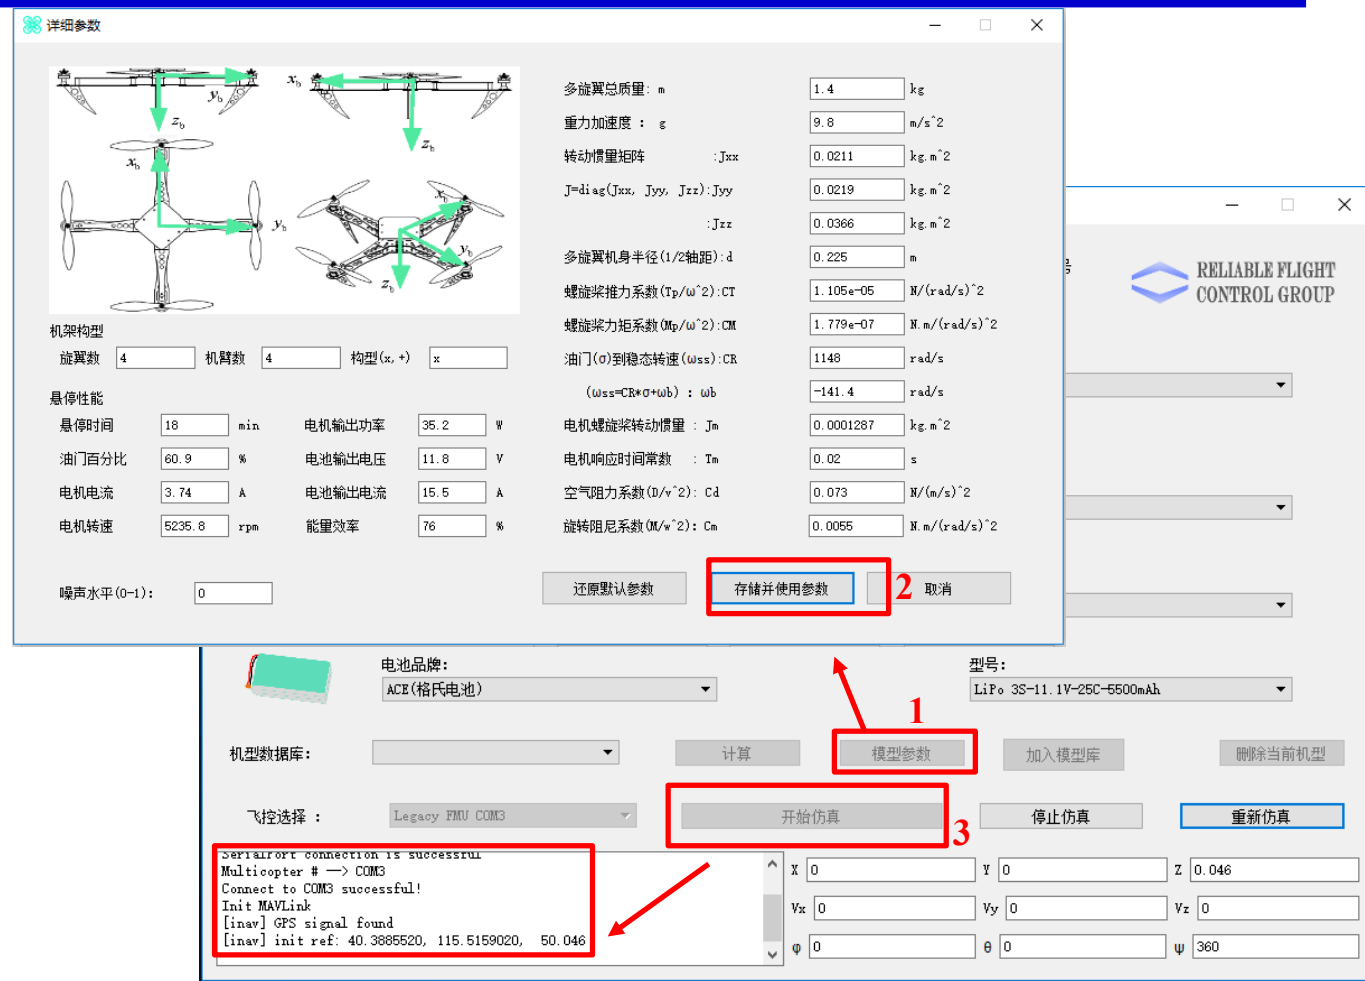 详细参数
多旋翼总质量: m 1.4 kg
重力加速度 : g 9.8 m/s^2
转动惯量矩阵 :Jxx 0.0211 kg.m^2
J=diag(Jxx, Jyy, Jzz):Jyy 0.0219 kg.m^2
:Jzz 0.0366 kg.m^2
多旋翼机身半径(1/2轴距):d 0.225 m
螺旋桨推力系数(Tp/ω^2):CT 1.105e-05 N/(rad/s)^2
螺旋桨力矩系数(Mp/ω^2):CM 1.779e-07 N.m/(rad/s)^2
油门(σ)到稳态转速(ωss):CR 1148 rad/s
(ωss=CR*σ+ωb) : ωb -141.4 rad/s
电机螺旋桨转动惯量 : Jm 0.0001287 kg.m^2
电机响应时间常数 : Tm 0.02 s
空气阻力系数(D/v^2): Cd 0.073 N/(m/s)^2
旋转阻尼系数(M/w^2): Cm 0.0055 N.m/(rad/s)^2
yb
zb
xb
zb
xb
yb
xb
yb
zb
机架构型
旋翼数 4 机臂数 4 构型(x,+) x
悬停性能
悬停时间 18 min 电机输出功率 35.2 W
油门百分比 60.9 % 电池输出电压 11.8 V
电机电流 3.74 A 电池输出电流 15.5 A
电机转速 5235.8 rpm 能量效率 76 %
噪声水平(0-1): 0
还原默认参数 存储并使用参数 2 取消
RELIABLE FLIGHT
CONTROL GROUP
电池品牌: 型号:
ACE(格氏电池) LiPo 3S-11.1V-25C-5500mAh
1
机型数据库: 计算 模型参数 加入模型库 删除当前机型
飞控选择 : Legacy FMU COM3 开始仿真 3 停止仿真 重新仿真
SerialPort connection is successful
Multicopter # —> COM3
Connect to COM3 successful!
Init MAVLink
[inav] GPS signal found
[inav] init ref: 40.3885520, 115.5159020, 50.046
X 0 Y 0 Z 0.046
Vx 0 Vy 0 Vz 0
φ 0 θ 0 ψ 360